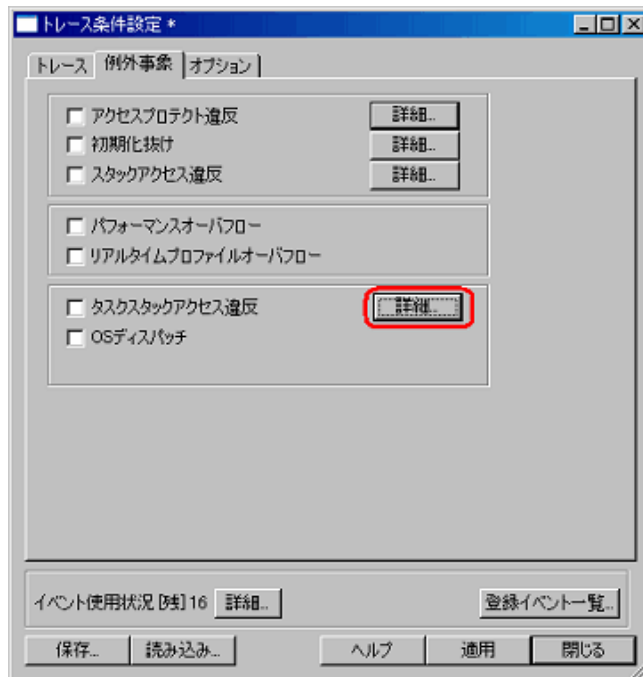 トレース条件設定 *
トレース 例外事象 オプション
アクセスプロテクト違反 詳細...
初期化抜け 詳細...
スタックアクセス違反 詳細...
パフォーマンスオーバフロー
リアルタイムプロファイルオーバフロー
タスクスタックアクセス違反 詳細...
OSディスパッチ
イベント使用状況 [残] 16 詳細... 登録イベント一覧...
保存... 読み込み... ヘルプ 適用 閉じる